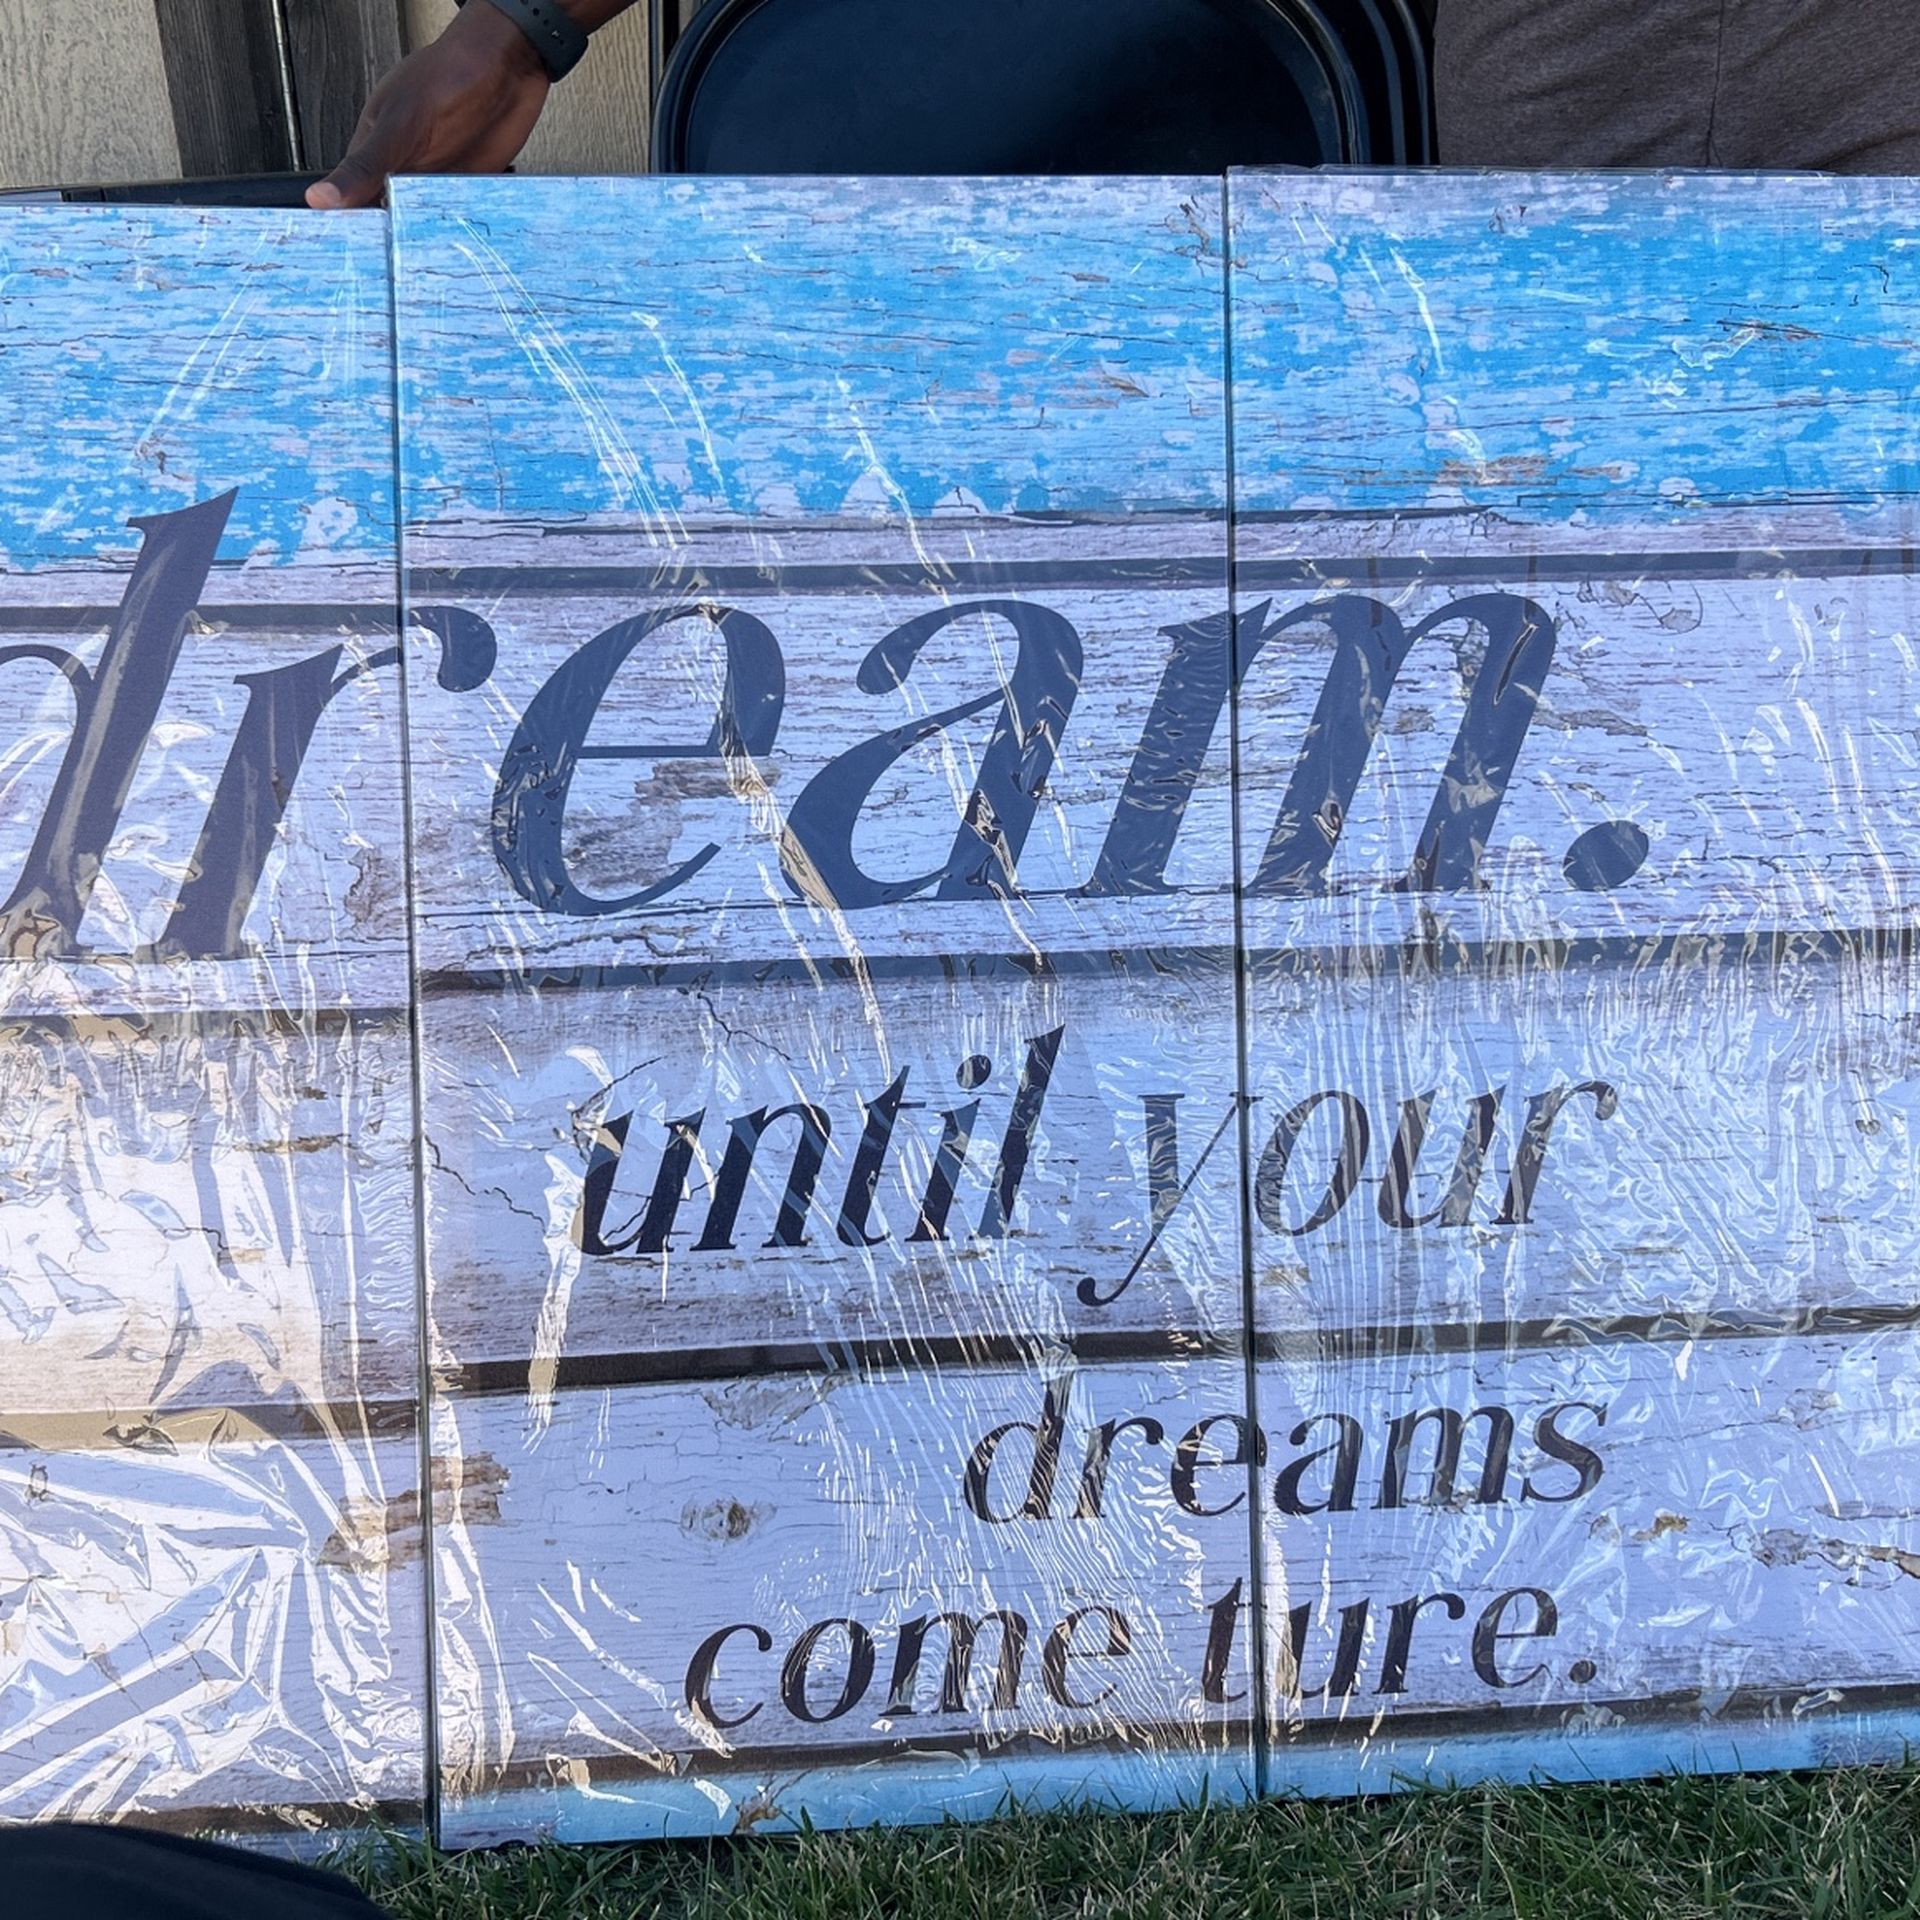 dream.
until your
dreams
come ture.